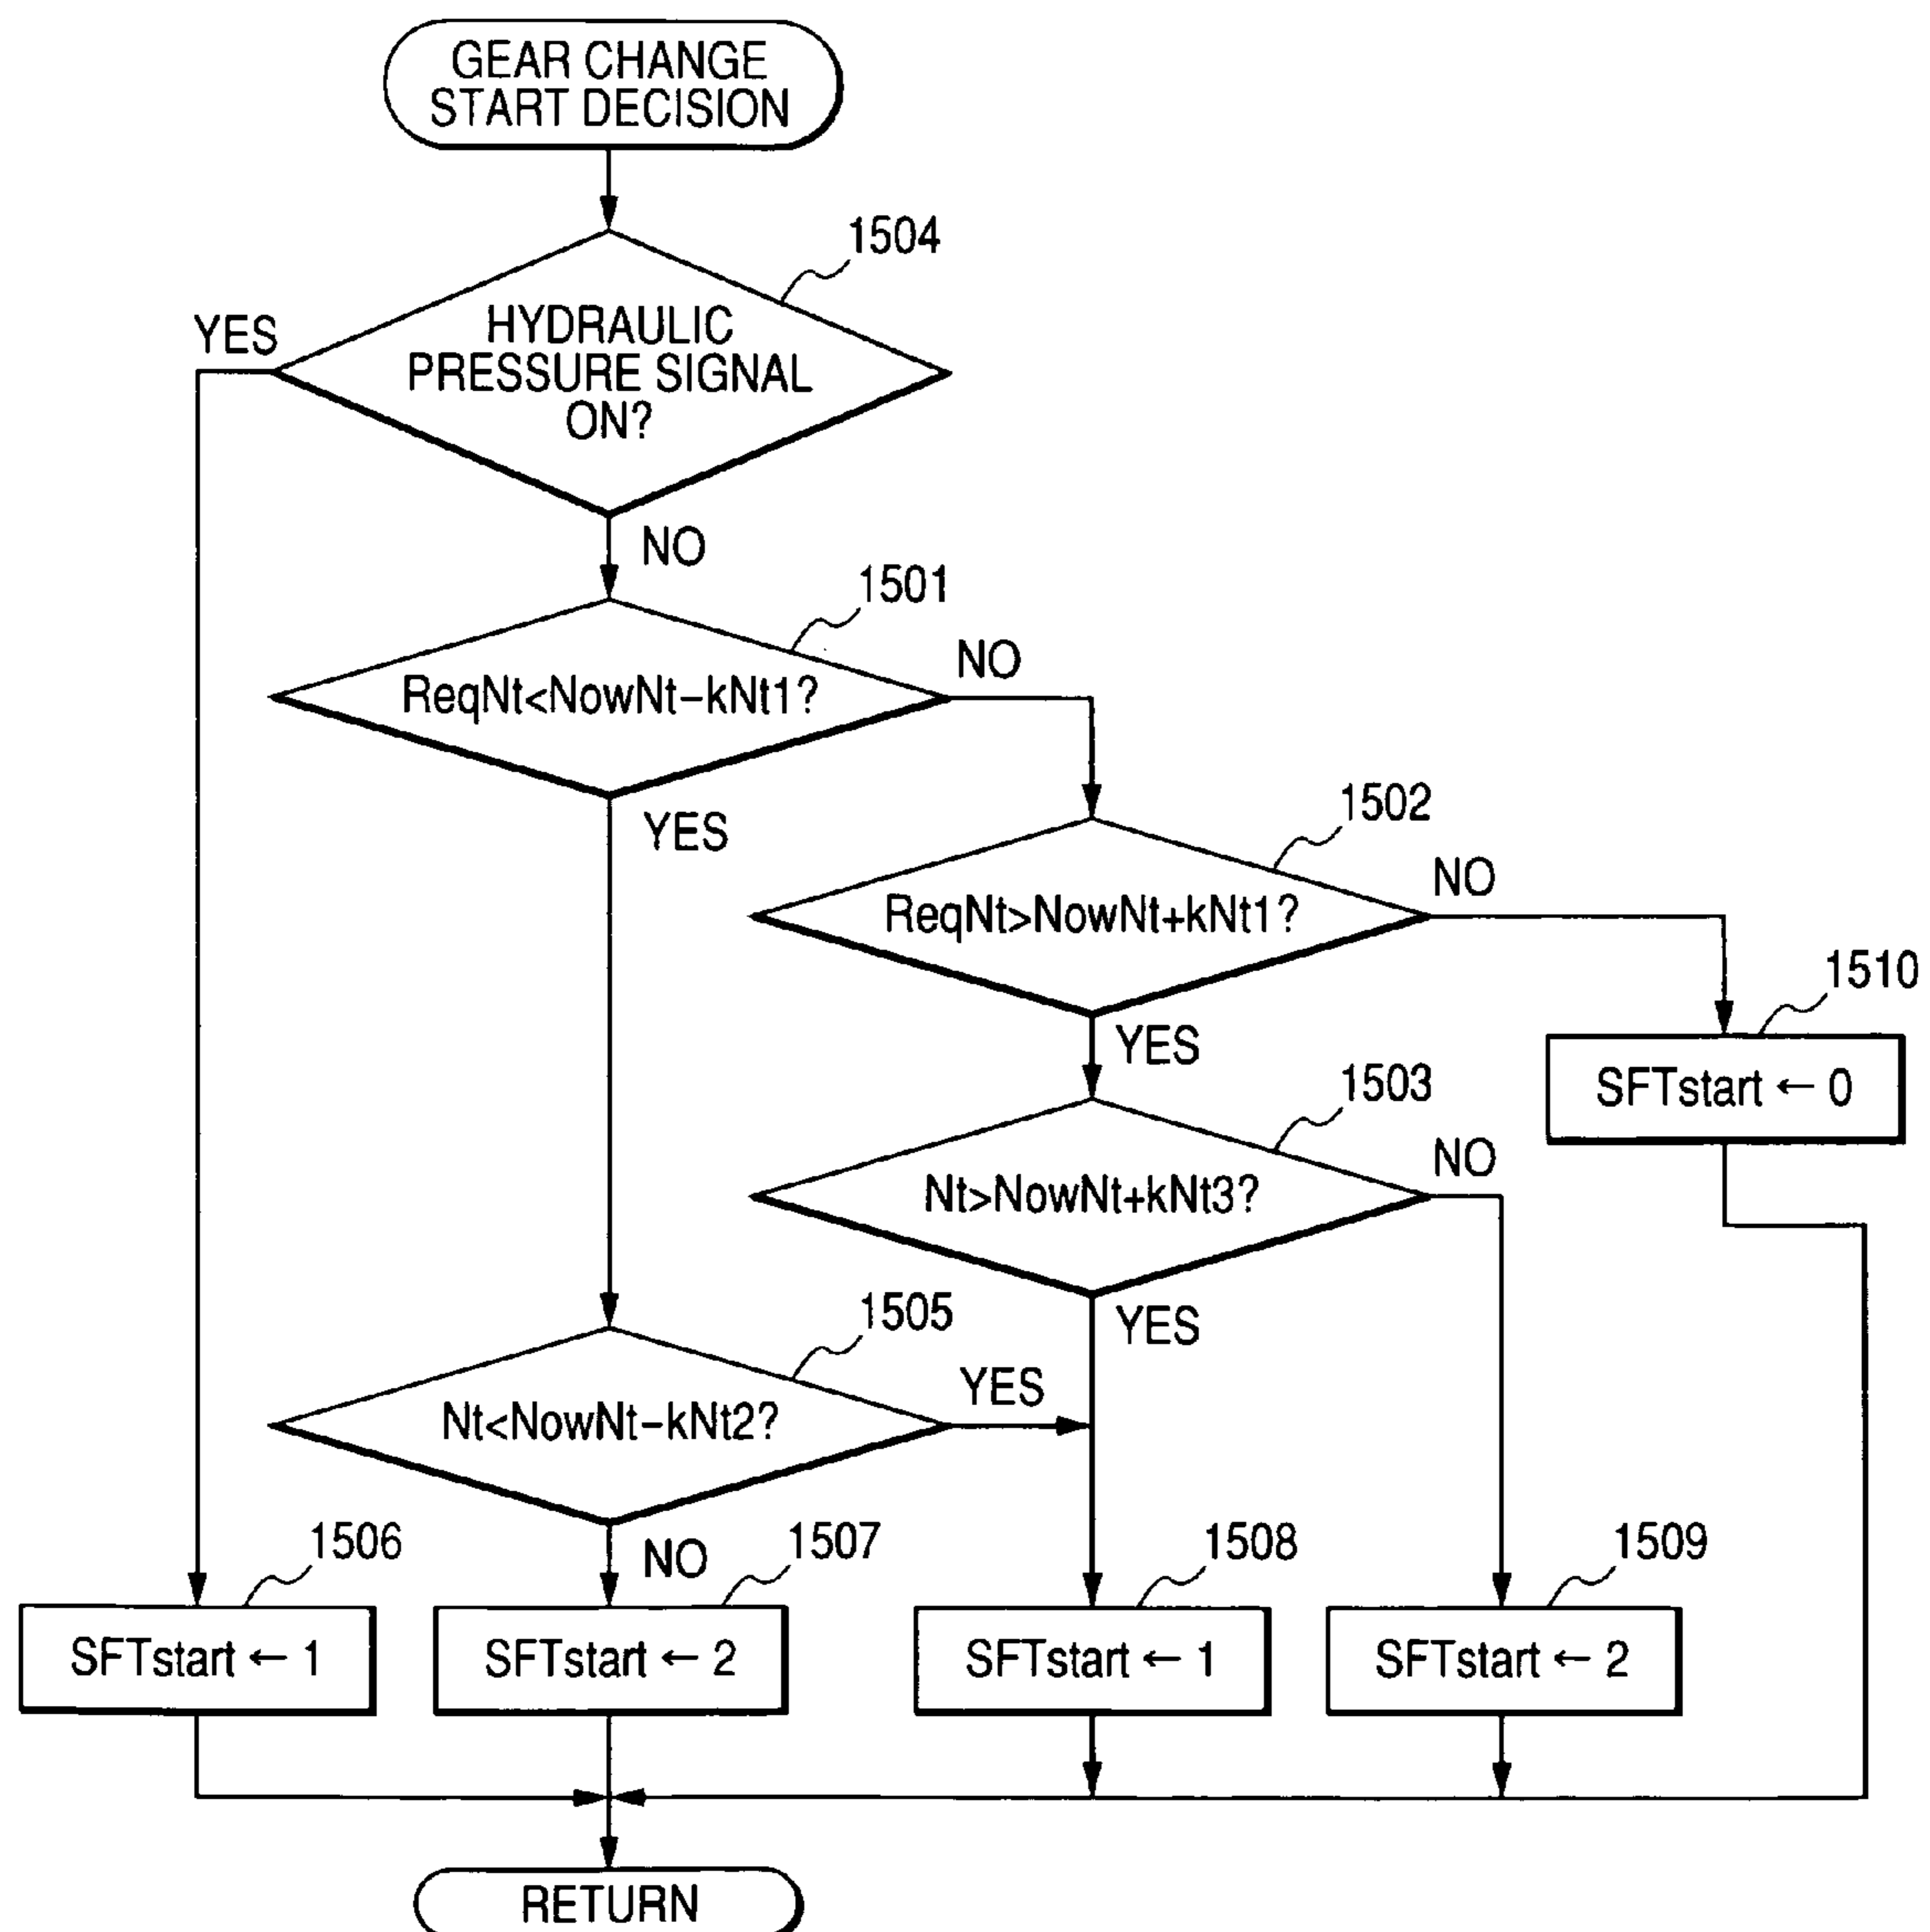 GEAR CHANGE
START DECISION
1504
YES
HYDRAULIC
PRESSURE SIGNAL
ON?
NO
1501
NO
ReqNt<NowNt−kNt1?
YES
1502
NO
ReqNt>NowNt+kNt1?
1510
YES
SFTstart ← 0
1503
NO
Nt>NowNt+kNt3?
YES
1505
YES
Nt<NowNt−kNt2?
NO
1506
1507
1508
1509
SFTstart ← 1
SFTstart ← 2
SFTstart ← 1
SFTstart ← 2
RETURN